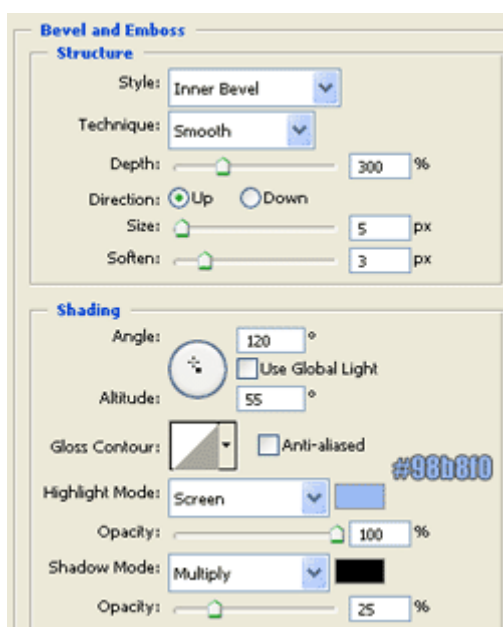 Bevel and Emboss
Structure
Style: Inner Bevel
Technique: Smooth
Depth: 300 %
Direction: Up Down
Size: 5 px
Soften: 3 px
Shading
Angle: 120 °
Use Global Light
Altitude: 55 °
Gloss Contour: Anti-aliased
#98b8f0
Highlight Mode: Screen
Opacity: 100 %
Shadow Mode: Multiply
Opacity: 25 %